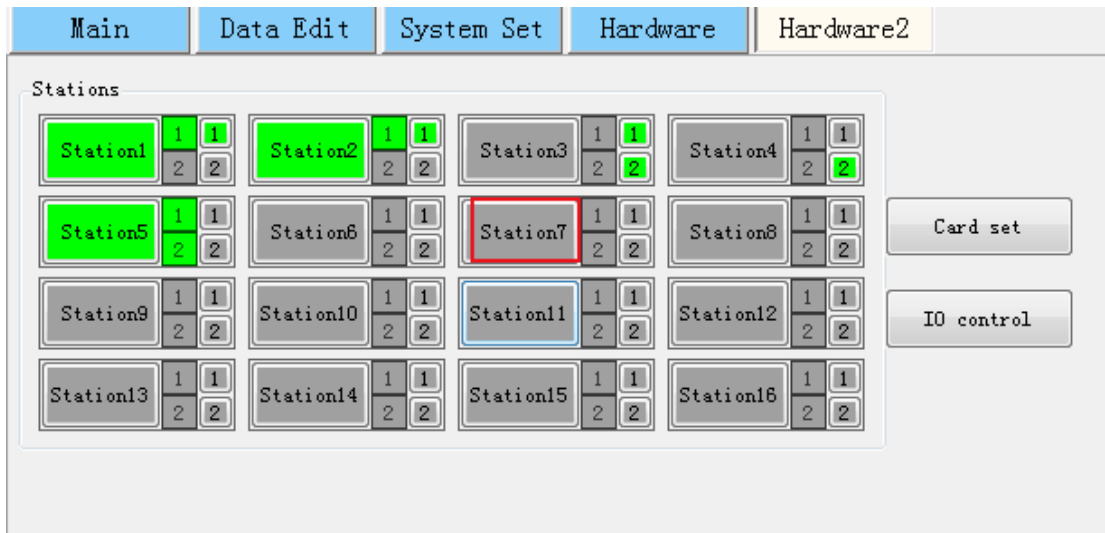 Main Data Edit System Set Hardware Hardware2
Stations
Station1 1 1 Station2 1 1 Station3 1 1 Station4 1 1
2 2 2 2 2 2 2 2
Station5 1 1 Station6 1 1 Station7 1 1 Station8 1 1
2 2 2 2 2 2 2 2
Card set
Station9 1 1 Station10 1 1 Station11 1 1 Station12 1 1
2 2 2 2 2 2 2 2
IO control
Station13 1 1 Station14 1 1 Station15 1 1 Station16 1 1
2 2 2 2 2 2 2 2